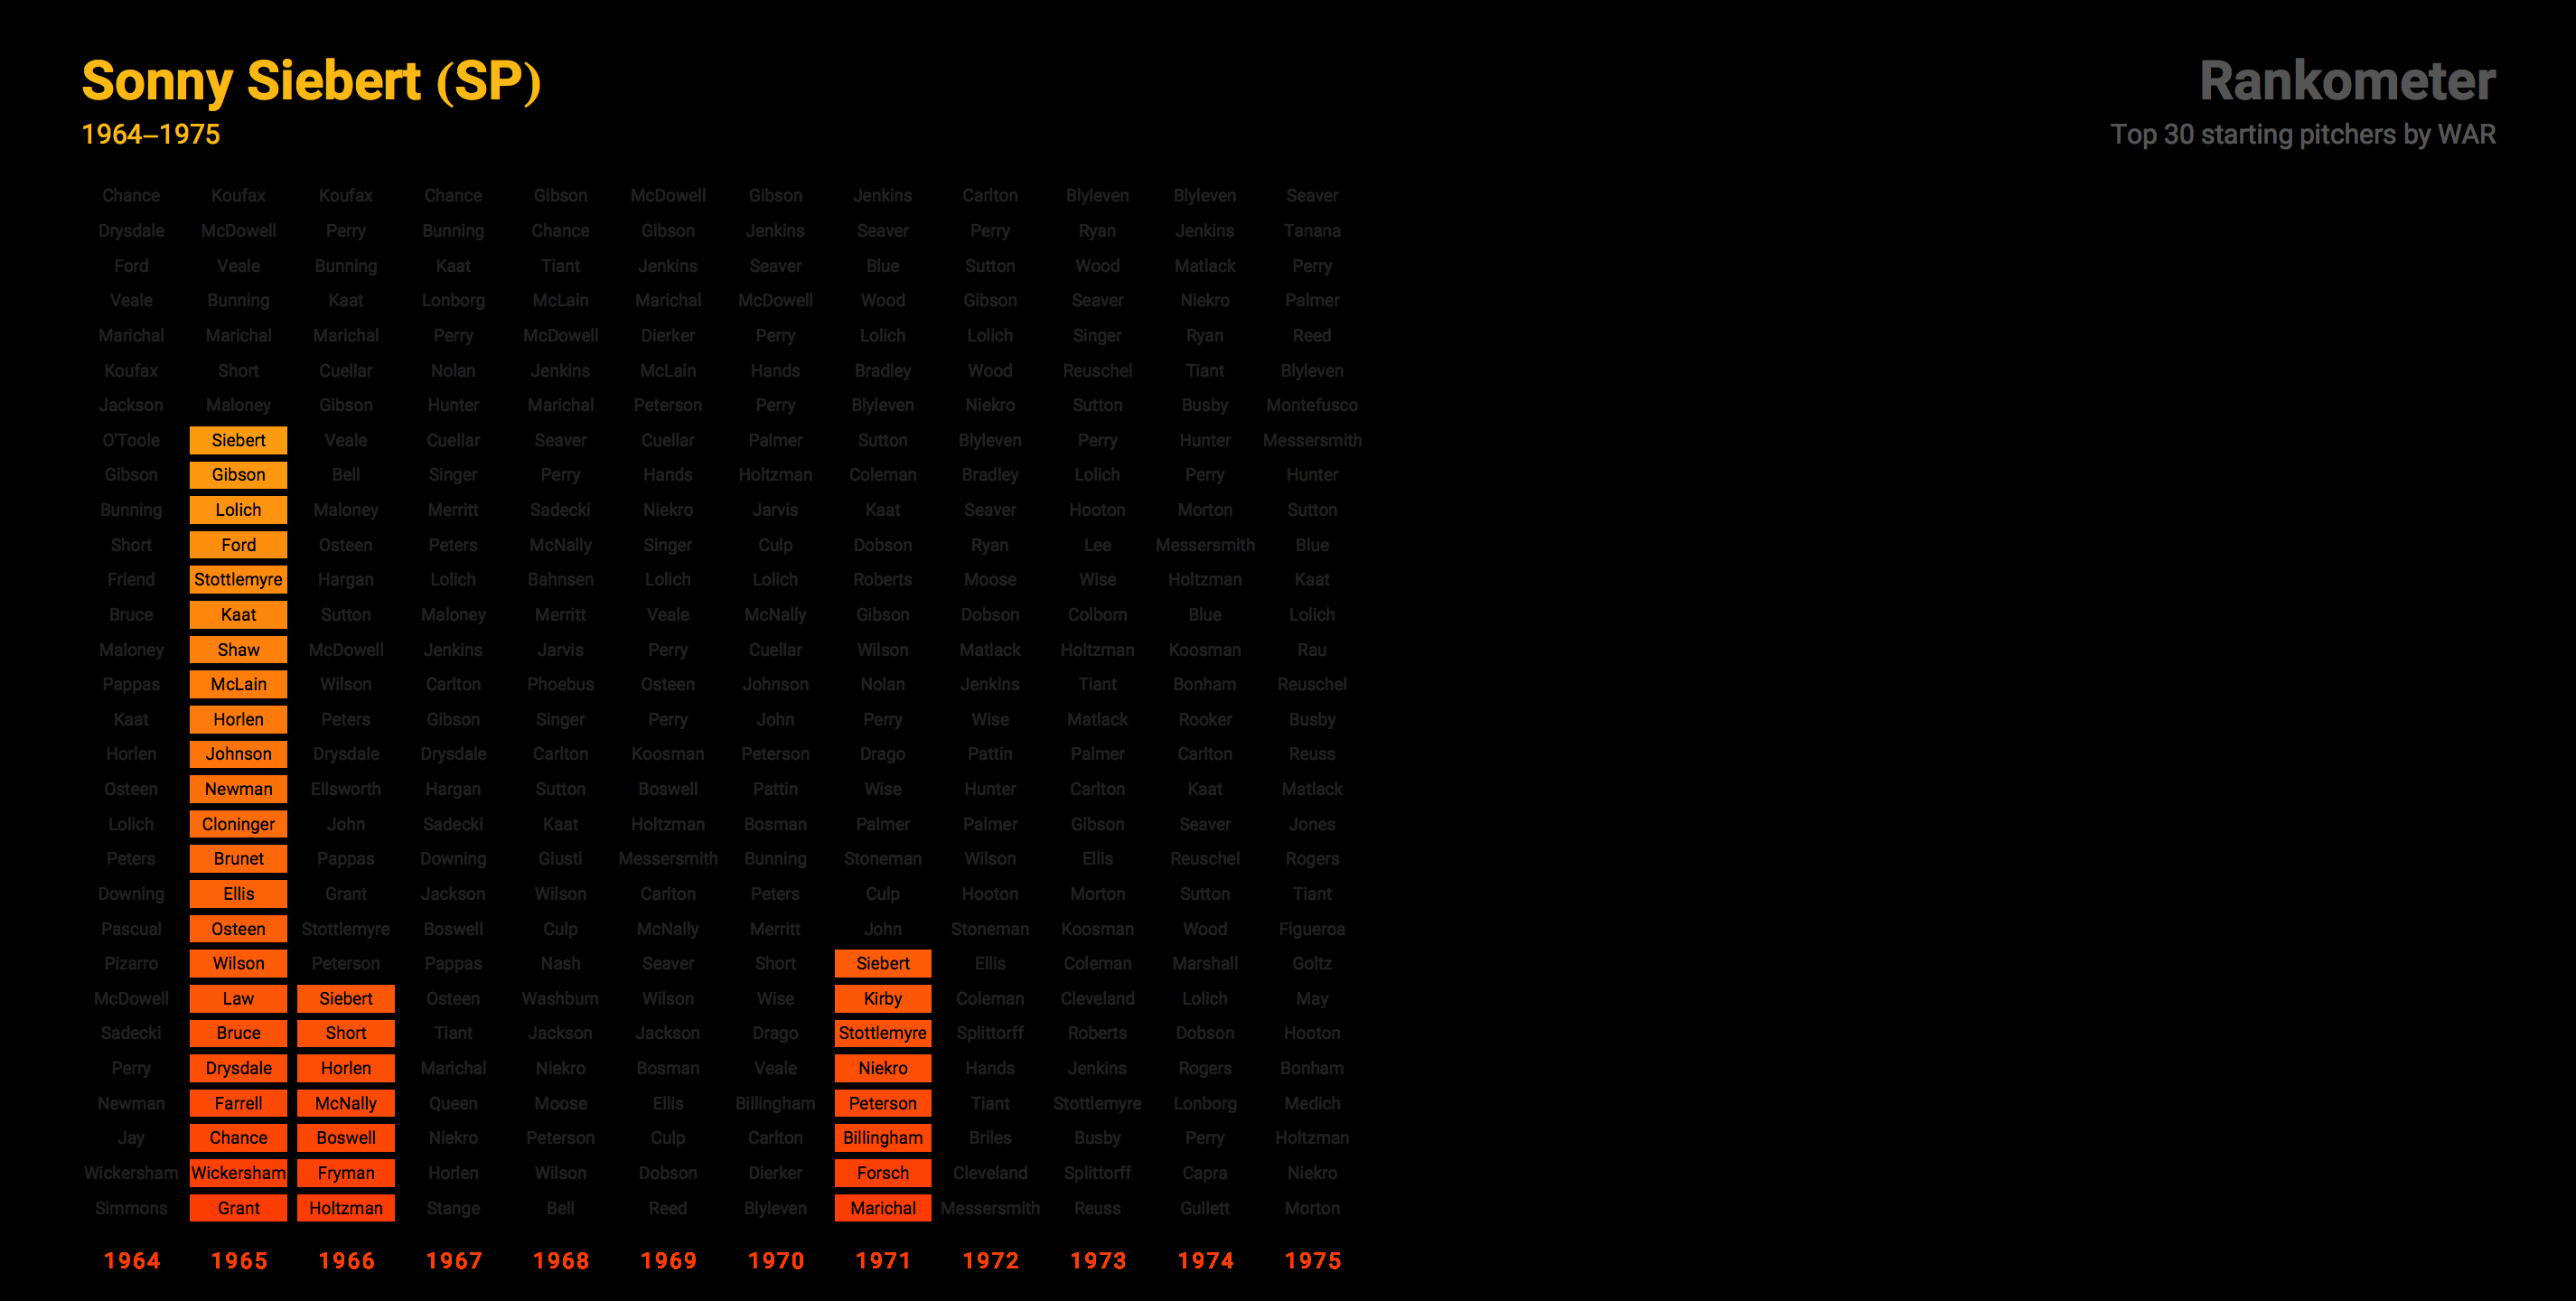 Sonny Siebert (SP)
1964–1975
Rankometer
Top 30 starting pitchers by WAR
Chance Koufax Koufax Chance Gibson McDowell Gibson Jenkins Carlton Blyleven Blyleven Seaver
Drysdale McDowell Perry Bunning Chance Gibson Jenkins Seaver Perry Ryan Jenkins Tanana
Ford Veale Bunning Kaat Tiant Jenkins Seaver Blue Sutton Wood Matlack Perry
Veale Bunning Kaat Lonborg McLain Marichal McDowell Wood Gibson Seaver Niekro Palmer
Marichal Marichal Marichal Perry McDowell Dierker Perry Lolich Lolich Singer Ryan Reed
Koufax Short Cuellar Nolan Jenkins McLain Hands Bradley Wood Reuschel Tiant Blyleven
Jackson Maloney Gibson Hunter Marichal Peterson Perry Blyleven Niekro Sutton Busby Montefusco
O'Toole Siebert Veale Cuellar Seaver Cuellar Palmer Sutton Blyleven Perry Hunter Messersmith
Gibson Gibson Bell Singer Perry Hands Holtzman Coleman Bradley Lolich Perry Hunter
Bunning Lolich Maloney Merritt Sadecki Niekro Jarvis Kaat Seaver Hooton Morton Sutton
Short Ford Osteen Peters McNally Singer Culp Dobson Ryan Lee Messersmith Blue
Friend Stottlemyre Hargan Lolich Bahnsen Lolich Lolich Roberts Moose Wise Holtzman Kaat
Bruce Kaat Sutton Maloney Merritt Veale McNally Gibson Dobson Colborn Blue Lolich
Maloney Shaw McDowell Jenkins Jarvis Perry Cuellar Wilson Matlack Holtzman Koosman Rau
Pappas McLain Wilson Carlton Phoebus Osteen Johnson Nolan Jenkins Tiant Bonham Reuschel
Kaat Horlen Peters Gibson Singer Perry John Perry Wise Matlack Rooker Busby
Horlen Johnson Drysdale Drysdale Carlton Koosman Peterson Drago Pattin Palmer Carlton Reuss
Osteen Newman Ellsworth Hargan Sutton Boswell Pattin Wise Hunter Carlton Kaat Matlack
Lolich Cloninger John Sadecki Kaat Holtzman Bosman Palmer Palmer Gibson Seaver Jones
Peters Brunet Pappas Downing Giusti Messersmith Bunning Stoneman Wilson Ellis Reuschel Rogers
Downing Ellis Grant Jackson Wilson Carlton Peters Culp Hooton Morton Sutton Tiant
Pascual Osteen Stottlemyre Boswell Culp McNally Merritt John Stoneman Koosman Wood Figueroa
Pizarro Wilson Peterson Pappas Nash Seaver Short Siebert Ellis Coleman Marshall Goltz
McDowell Law Siebert Osteen Washburn Wilson Wise Kirby Coleman Cleveland Lolich May
Sadecki Bruce Short Tiant Jackson Jackson Drago Stottlemyre Splittorff Roberts Dobson Hooton
Perry Drysdale Horlen Marichal Niekro Bosman Veale Niekro Hands Jenkins Rogers Bonham
Newman Farrell McNally Queen Moose Ellis Billingham Peterson Tiant Stottlemyre Lonborg Medich
Jay Chance Boswell Niekro Peterson Culp Carlton Billingham Briles Busby Perry Holtzman
Wickersham Wickersham Fryman Horlen Wilson Dobson Dierker Forsch Cleveland Splittorff Capra Niekro
Simmons Grant Holtzman Stange Bell Reed Blyleven Marichal Messersmith Reuss Gullett Morton
1964 1965 1966 1967 1968 1969 1970 1971 1972 1973 1974 1975